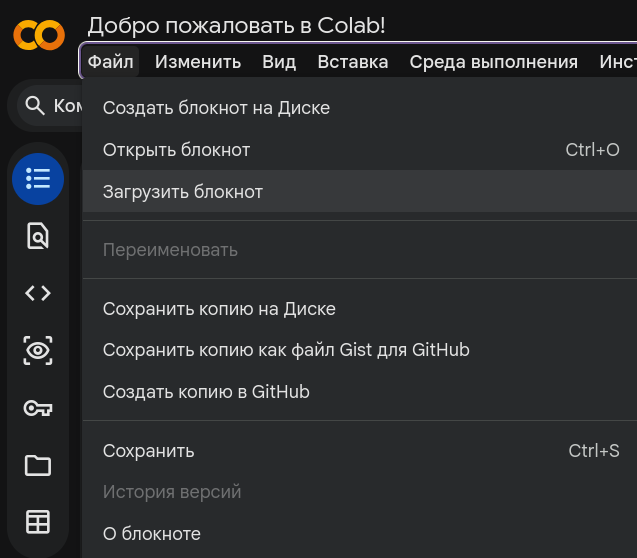 Добро пожаловать в Colab!
Файл Изменить Вид Вставка Среда выполнения Инст
Ком
Создать блокнот на Диске
Открыть блокнот Ctrl+O
Загрузить блокнот
Переименовать
Сохранить копию на Диске
Сохранить копию как файл Gist для GitHub
Создать копию в GitHub
Сохранить Ctrl+S
История версий
О блокноте